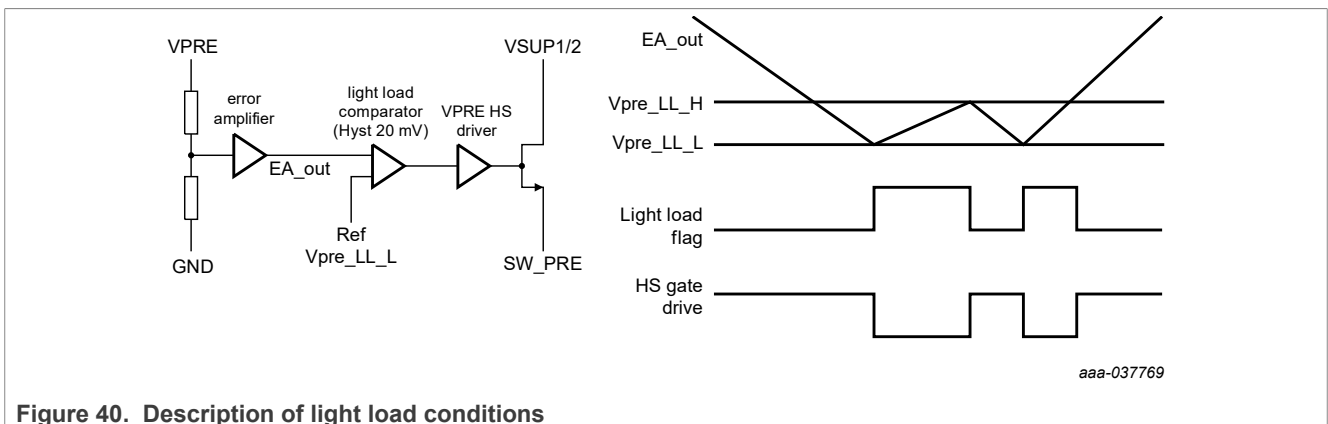 VPRE
error
amplifier
EA_out
light load
comparator
(Hyst 20 mV)
VPRE HS
driver
VSUP1/2
Ref
Vpre_LL_L
GND
SW_PRE
EA_out
Vpre_LL_H
Vpre_LL_L
Light load
flag
HS gate
drive
aaa-037769
Figure 40. Description of light load conditions